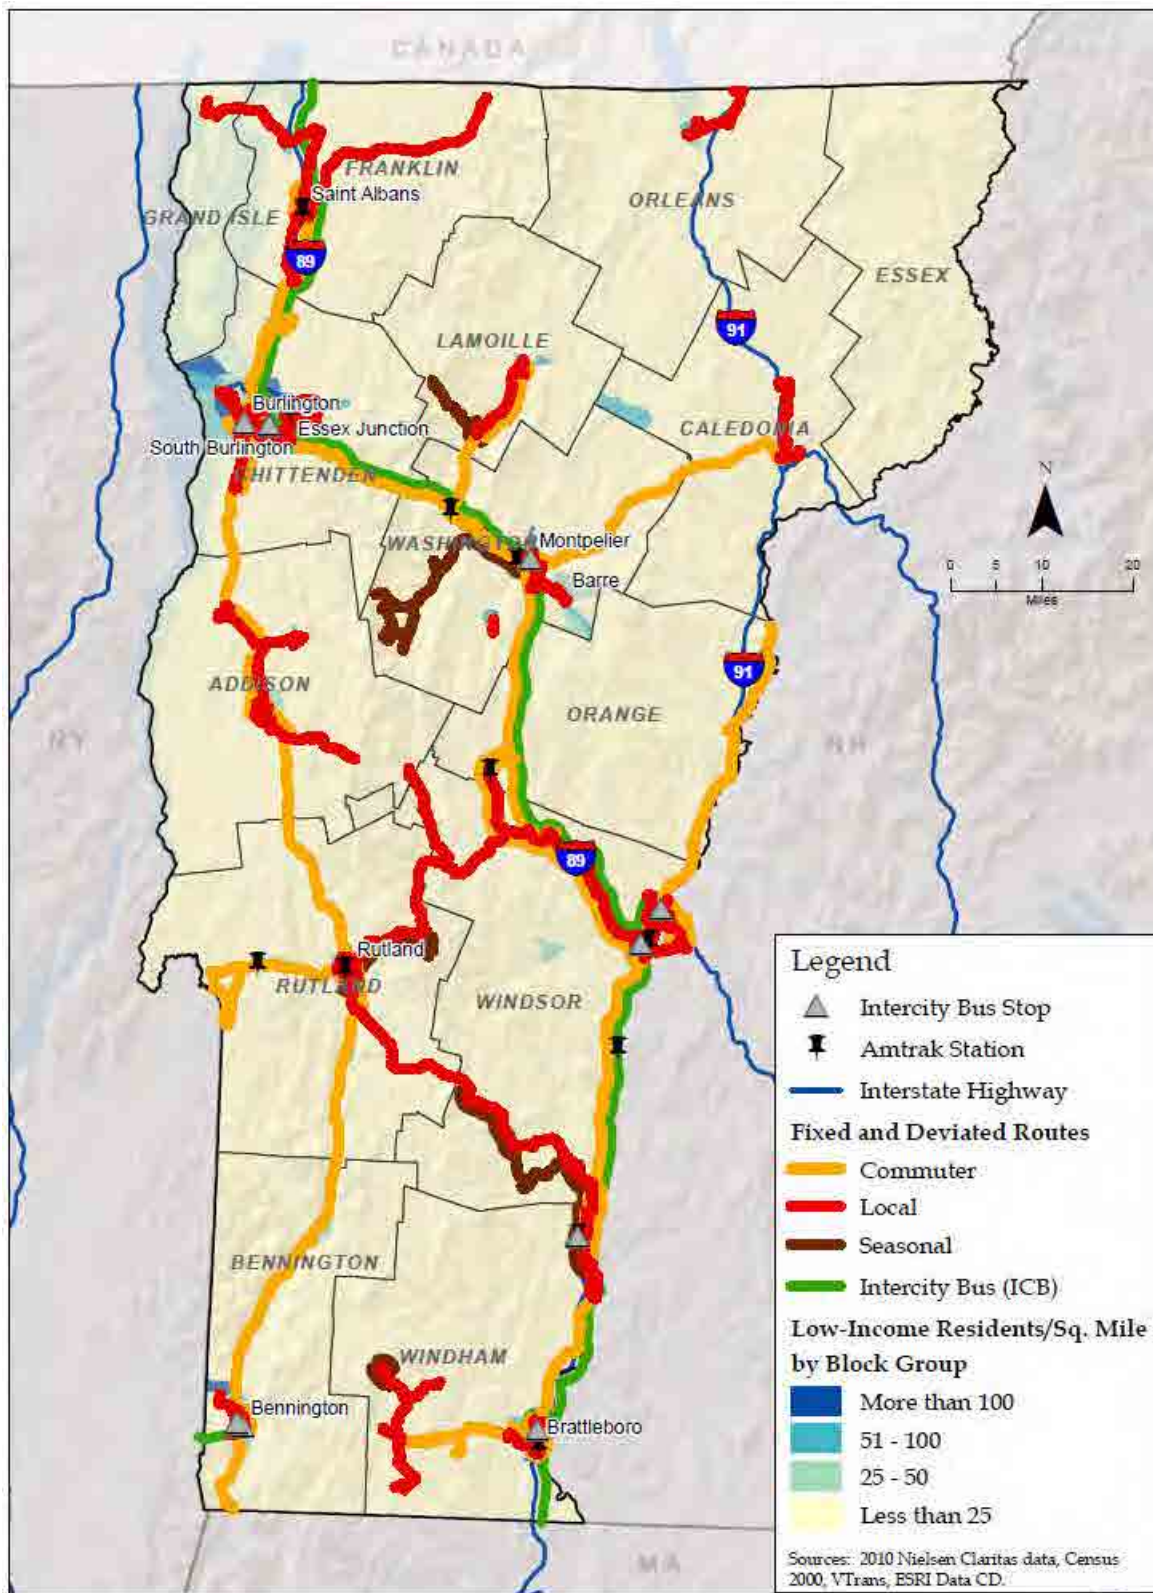 CANADA
FRANKLIN
Saint Albans
GRAND ISLE
ORLEANS
89
ESSEX
LAMOILLE
91
Burlington
Essex Junction
CALEDONIA
South Burlington
CHITTENDEN
N
WASHINGTON
Montpelier
Barre
0 5 10 20
Miles
91
ADDISON
ORANGE
NY
NH
89
Rutland
RUTLAND
WINDSOR
BENNINGTON
WINDHAM
Bennington
Brattleboro
MA
Legend
Intercity Bus Stop
Amtrak Station
Interstate Highway
Fixed and Deviated Routes
Commuter
Local
Seasonal
Intercity Bus (ICB)
Low-Income Residents/Sq. Mile
by Block Group
More than 100
51 - 100
25 - 50
Less than 25
Sources: 2010 Nielsen Claritas data, Census
2000, VTrans, ESRI Data CD.